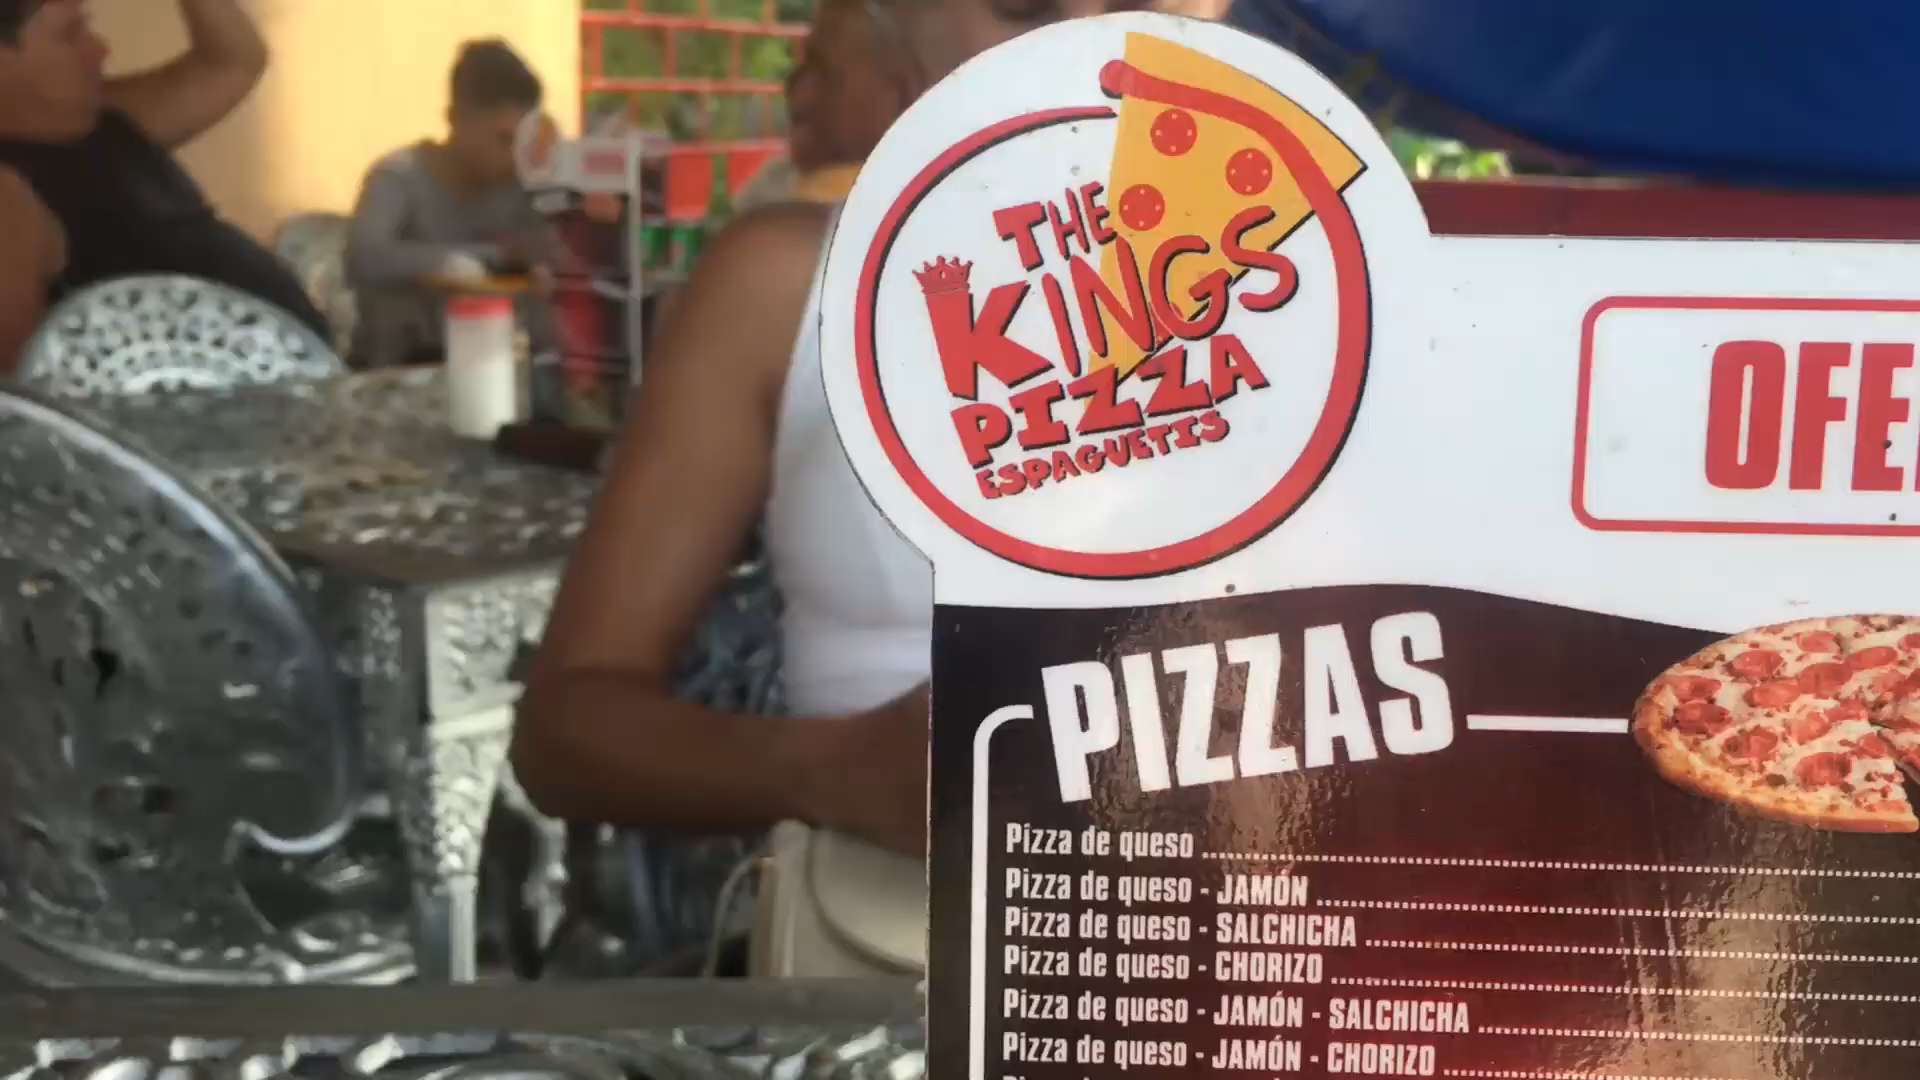 THE
KINGS
PIZZA
ESPAGUETIS
PIZZAS
Pizza de queso
Pizza de queso - JAMÓN
Pizza de queso - SALCHICHA
Pizza de queso - CHORIZO
Pizza de queso - JAMÓN - SALCHICHA
Pizza de queso - JAMÓN - CHORIZO